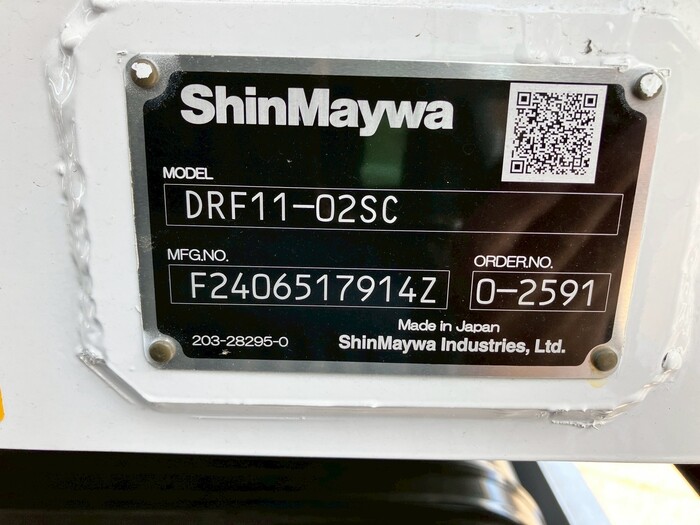 ShinMaywa
MODEL
DRF11-02SC
MFG.NO. ORDER.NO.
F2406517914Z 0-2591
Made in Japan
203-28295-0 ShinMaywa Industries, Ltd.